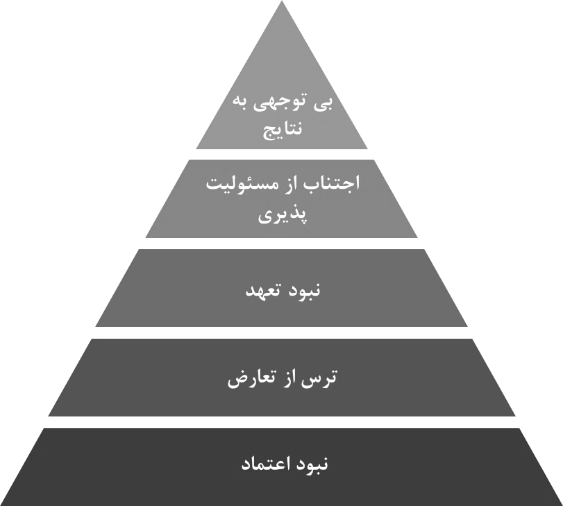 بی توجهی به
نتایج
اجتناب از مسئولیت
پذیری
نبود تعهد
ترس از تعارض
نبود اعتماد